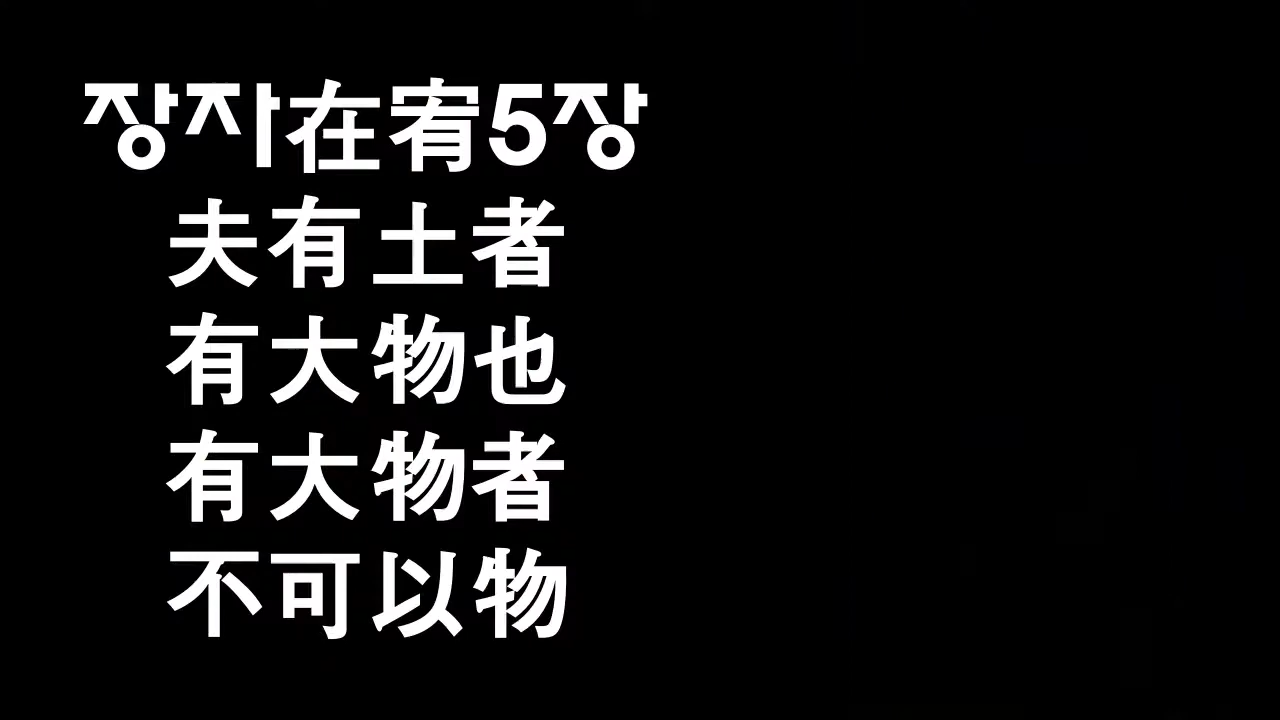 장자在宥5장
夫有土者
有大物也
有大物者
不可以物